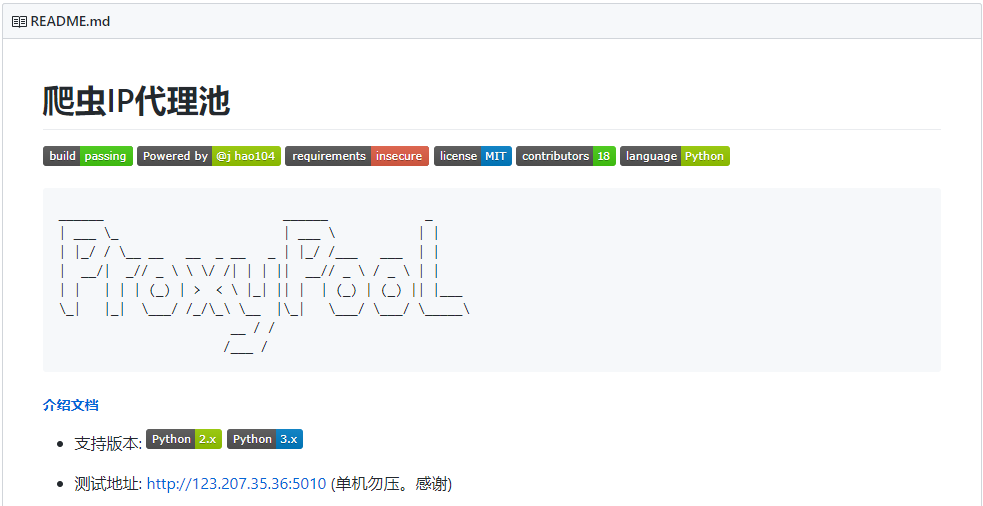 README.md
爬虫IP代理池
build passing Powered by @j hao104 requirements insecure license MIT contributors 18 language Python
______                        ______             _
| ___ \_                      | ___ \           | |
| |_/ / \__ __   __  _ __   _ | |_/ /___   ___  | |
|  __/|  _// _ \ \ \/ /| | | ||  __// _ \ / _ \ | |
| |   | | | (_) | >  < \ |_| || |  | (_) | (_) || |___
\_|   |_|  \___/ /_/\_\ \__  |\_|   \___/ \___/ \_____\
                       __ / /
                      /___ /
介绍文档
支持版本: Python 2.x Python 3.x
测试地址: http://123.207.35.36:5010 (单机勿压。感谢)